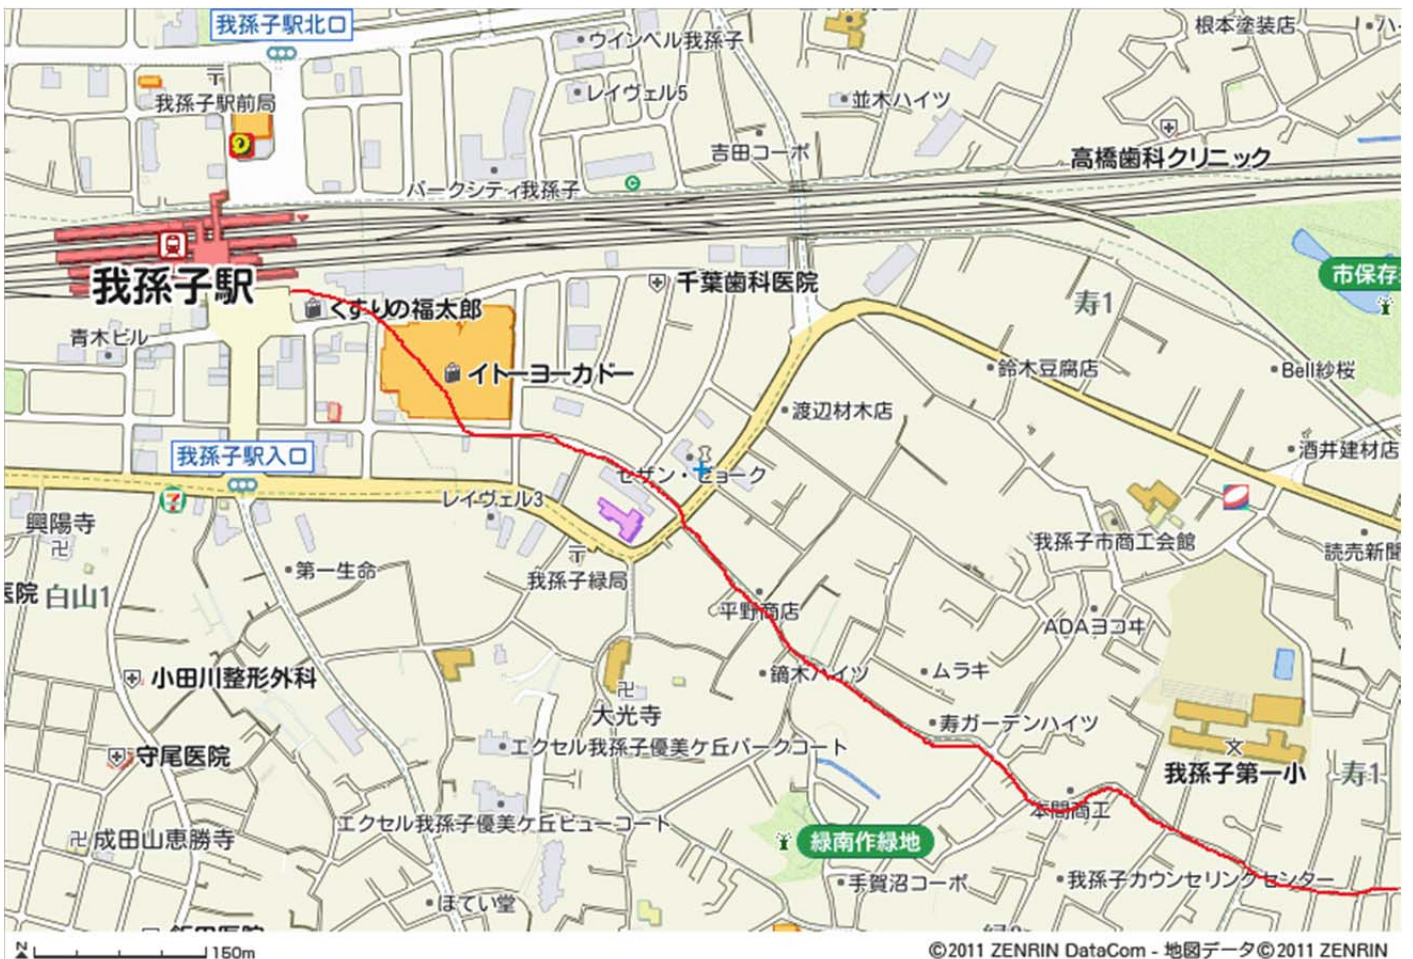 我孫子駅北口
ウインベル我孫子
根本塗装店
我孫子駅前局
レイヴェル5
並木ハイツ
吉田コーポ
高橋歯科クリニック
パークシティ我孫子
我孫子駅
千葉歯科医院
市保存
くすりの福太郎
寿1
青木ビル
イトーヨーカドー
鈴木豆腐店
Bell紗桜
渡辺材木店
我孫子駅入口
酒井建材店
セザン・ビョーク
レイヴェル3
興陽寺
我孫子市商工会館
読売新聞
第一生命
我孫子緑局
医院
白山1
平野商店
ADAヨコヰ
小田川整形外科
鏑木ハイツ
ムラキ
大光寺
寿ガーデンハイツ
エクセル我孫子優美ケ丘パークコート
守尾医院
我孫子第一小
寿1
本間商工
エクセル我孫子優美ケ丘ビューコート
成田山恵勝寺
緑南作緑地
手賀沼コーポ
我孫子カウンセリングセンター
ほてい堂
N
150m
©2011 ZENRIN DataCom - 地図データ©2011 ZENRIN